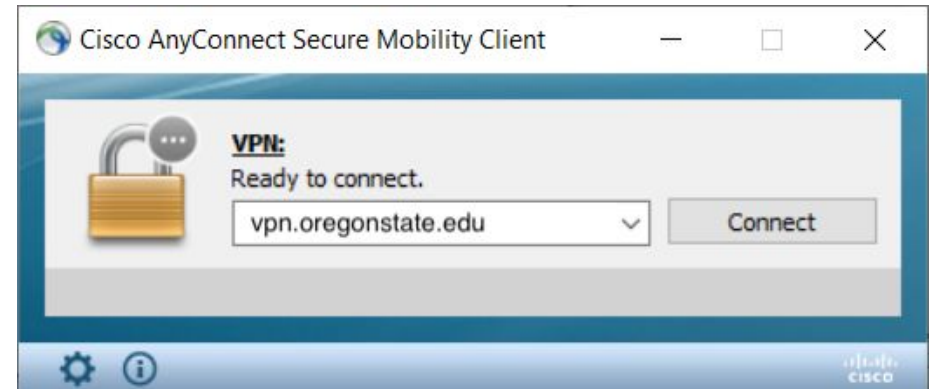 Cisco AnyConnect Secure Mobility Client
VPN:
Ready to connect.
vpn.oregonstate.edu
Connect
cisco